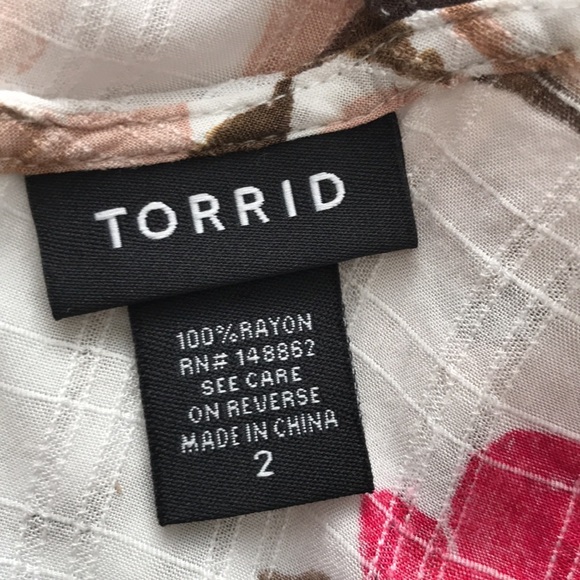 TORRID
100%RAYON
RN# 148862
SEE CARE
ON REVERSE
MADE IN CHINA
2